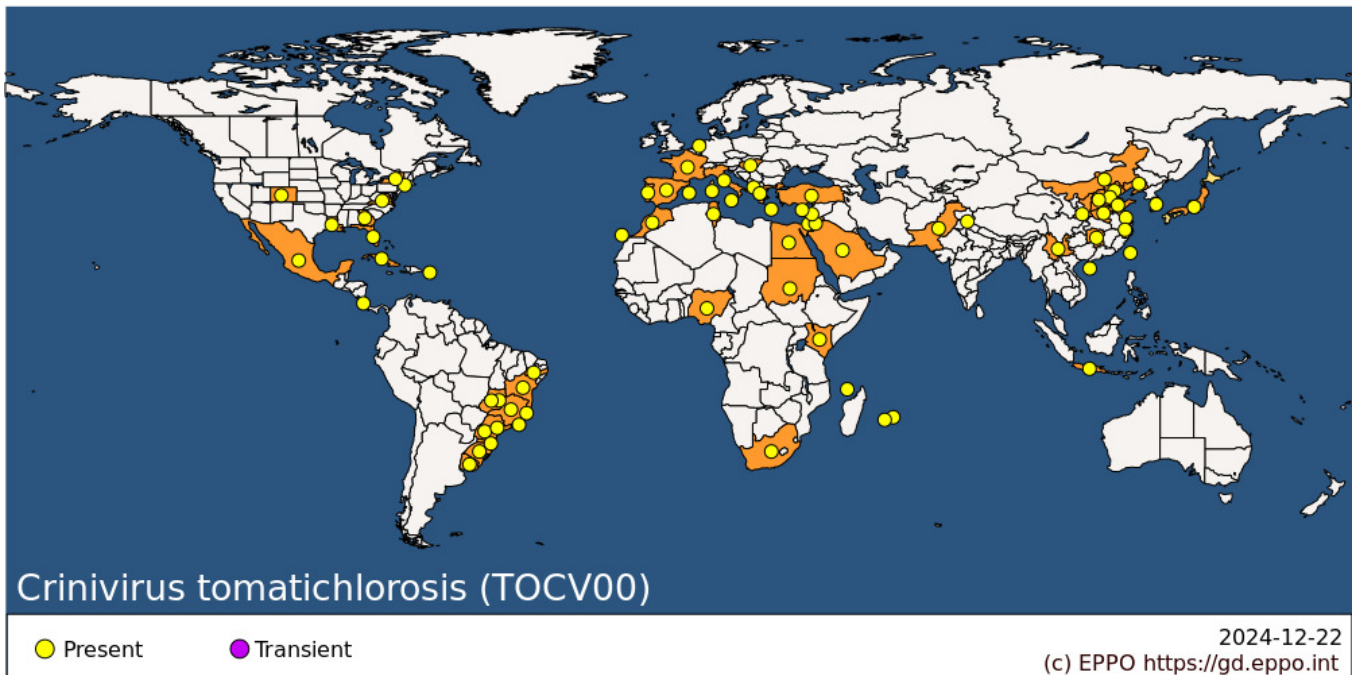 Crinivirus tomatichlorosis (TOCV00)
Present
Transient
2024-12-22
(c) EPPO https://gd.eppo.int